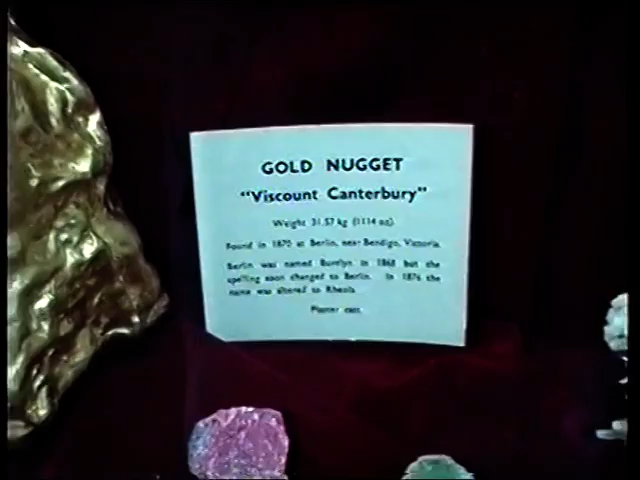 GOLD NUGGET
"Viscount Canterbury"
Weight 31.57 kg (1114 oz).
Found in 1870 at Berlin, near Bendigo, Victoria.
Berlin was named Burelyn in 1868 but the
spelling soon changed to Berlin. In 1876 the
name was altered to Rheola.
Plaster cast.